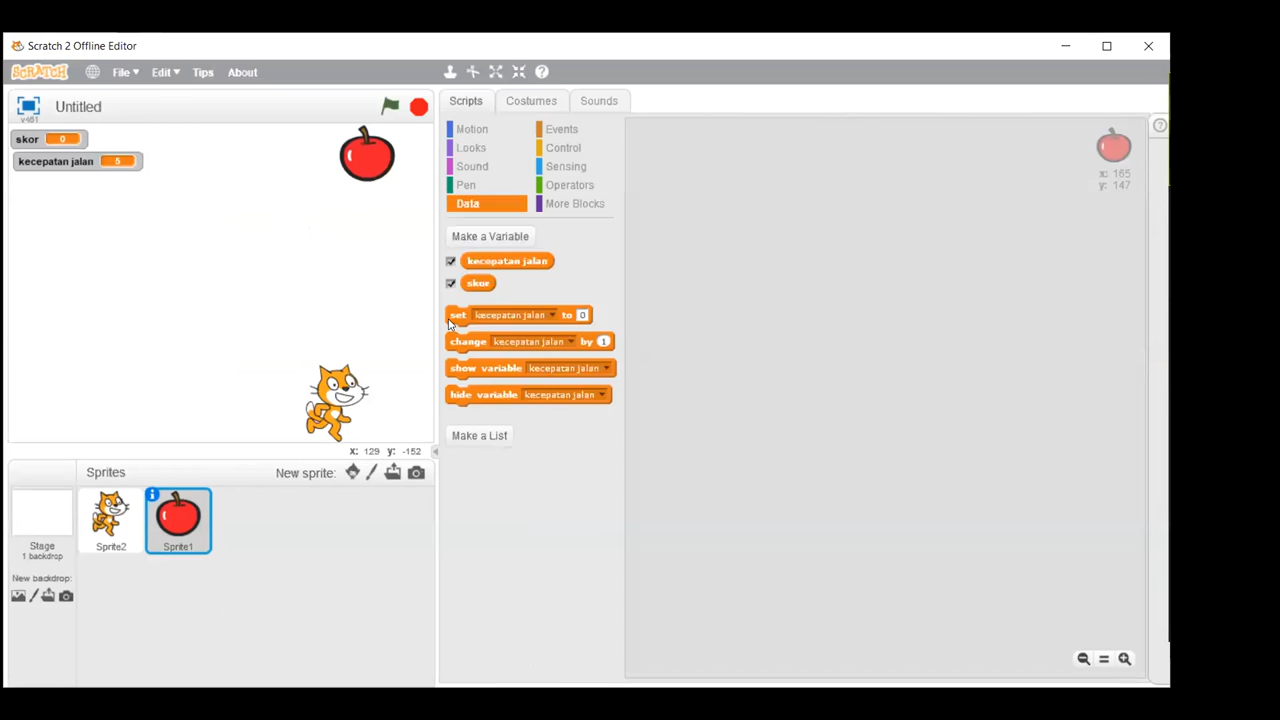 Scratch 2 Offline Editor
SCRATCH File Edit Tips About
Untitled
v461
skor 0
kecepatan jalan 5
x: 129 y: -152
Sprites New sprite:
Sprite2 Sprite1
Stage
1 backdrop
New backdrop:
Scripts Costumes Sounds
Motion Events
Looks Control
Sound Sensing
Pen Operators
Data More Blocks
Make a Variable
kecepatan jalan
skor
set kecepatan jalan to 0
change kecepatan jalan by 1
show variable kecepatan jalan
hide variable kecepatan jalan
Make a List
x: 165
y: 147